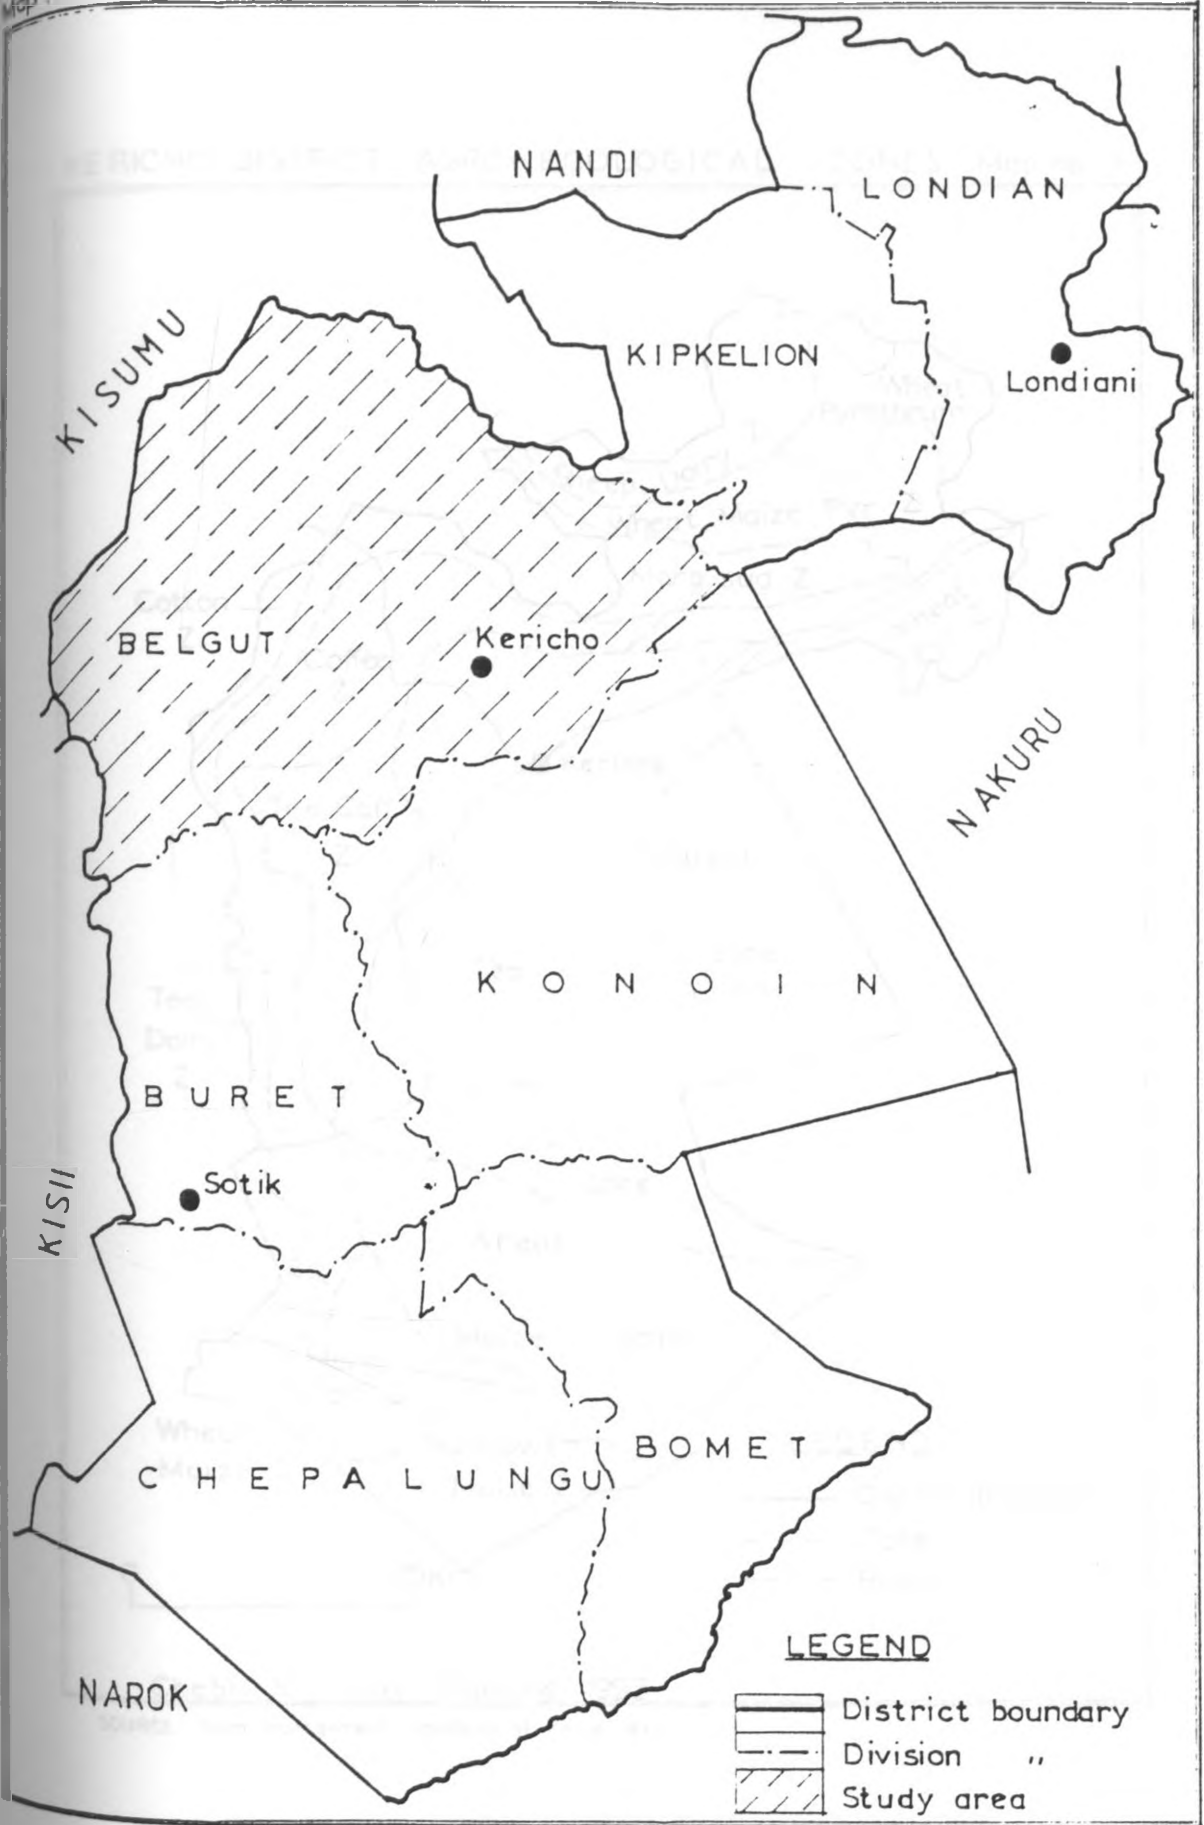 Map
NANDI
LONDIAN
KISUMU
KIPKELION
Londiani
BELGUT
Kericho
NAKURU
KONOIN
BURET
Sotik
KISII
BOMET
CHEPALUNGU
NAROK
LEGEND
District boundary
Division "
Study area